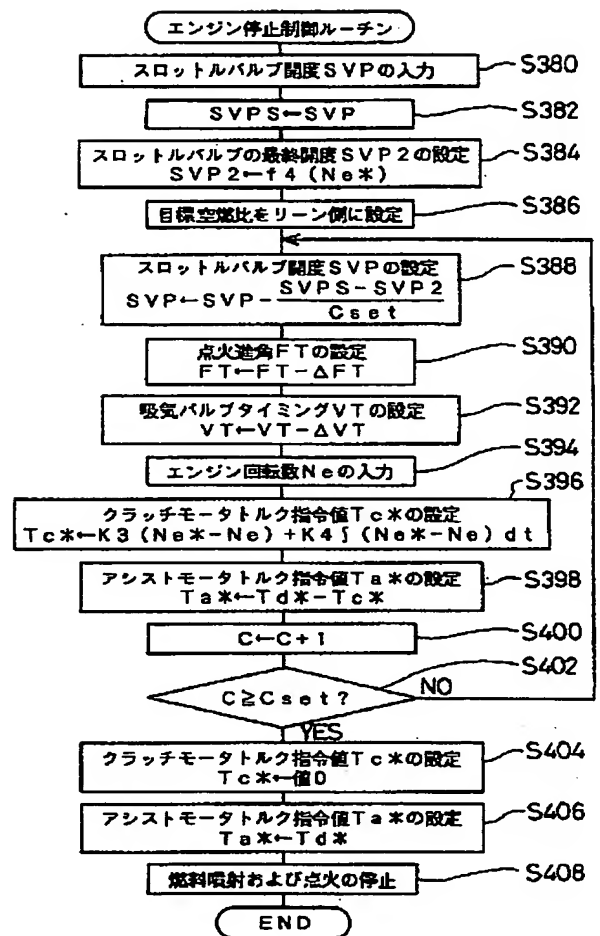 エンジン停止制御ルーチン
スロットルバルブ開度SVPの入力
S380
SVPS←SVP
S382
スロットルバルブの最終開度SVP2の設定
SVP2←f4(Ne*)
S384
目標空燃比をリーン側に設定
S386
スロットルバルブ開度SVPの設定
SVP←SVP-(SVPS-SVP2)/Cset
S388
点火進角FTの設定
FT←FT-ΔFT
S390
吸気バルブタイミングVTの設定
VT←VT-ΔVT
S392
エンジン回転数Neの入力
S394
クラッチモータトルク指令値Tc*の設定
Tc*←K3(Ne*-Ne)+K4∫(Ne*-Ne)dt
S396
アシストモータトルク指令値Ta*の設定
Ta*←Td*-Tc*
S398
C←C+1
S400
C≧Cset?
S402
NO
YES
クラッチモータトルク指令値Tc*の設定
Tc*←値0
S404
アシストモータトルク指令値Ta*の設定
Ta*←Td*
S406
燃料噴射および点火の停止
S408
END